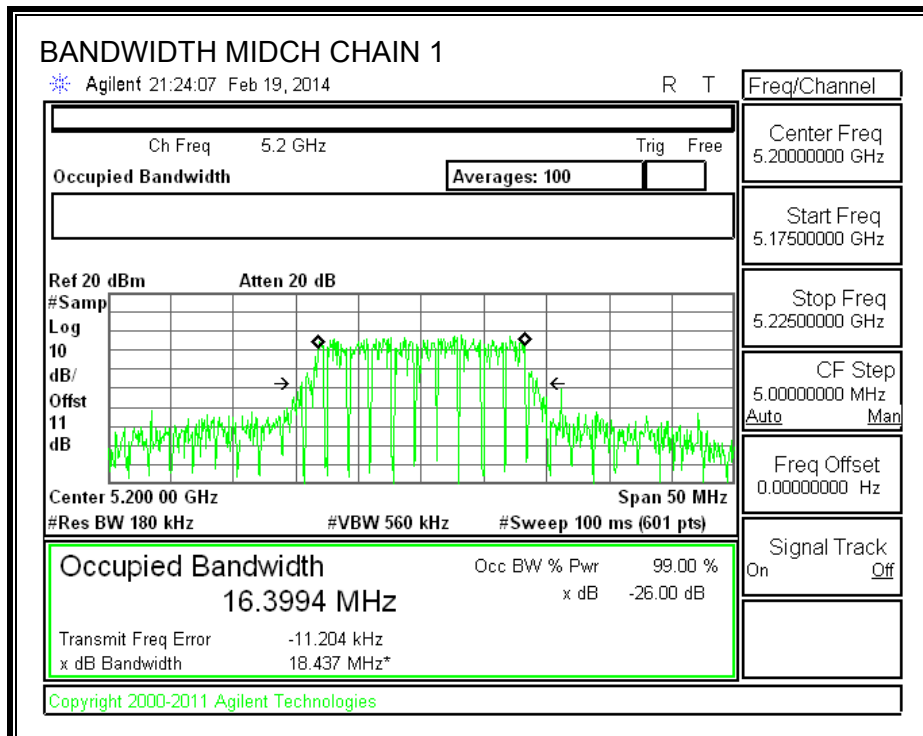 BANDWIDTH MIDCH CHAIN 1
Agilent 21:24:07 Feb 19, 2014 R T
Freq/Channel
Ch Freq 5.2 GHz Trig Free
Occupied Bandwidth Averages: 100
Center Freq
5.20000000 GHz
Start Freq
5.17500000 GHz
Stop Freq
5.22500000 GHz
CF Step
5.00000000 MHz
Auto Man
Freq Offset
0.00000000 Hz
Signal Track
On Off
Ref 20 dBm Atten 20 dB
#Samp
Log
10
dB/
Offst
11
dB
Center 5.200 00 GHz Span 50 MHz
#Res BW 180 kHz #VBW 560 kHz #Sweep 100 ms (601 pts)
Occupied Bandwidth Occ BW % Pwr 99.00 %
16.3994 MHz x dB -26.00 dB
Transmit Freq Error -11.204 kHz
x dB Bandwidth 18.437 MHz*
Copyright 2000-2011 Agilent Technologies